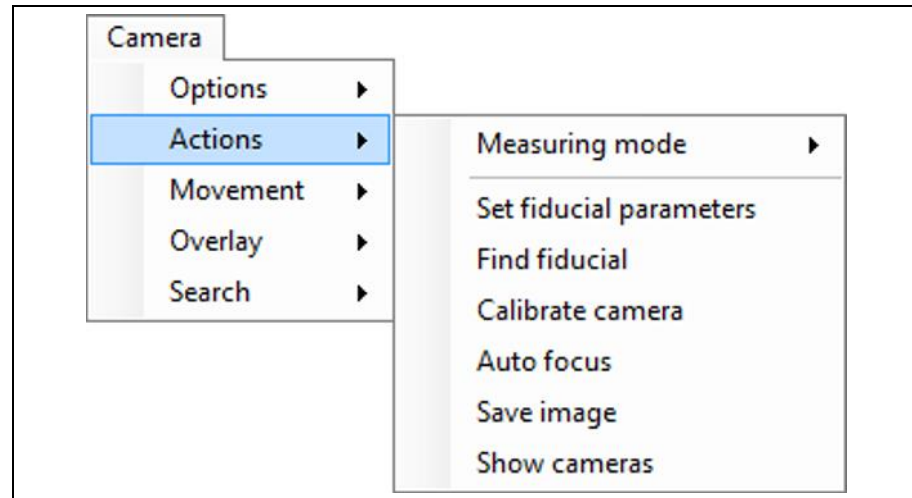 Camera
Options
Actions
Movement
Overlay
Search
Measuring mode
Set fiducial parameters
Find fiducial
Calibrate camera
Auto focus
Save image
Show cameras